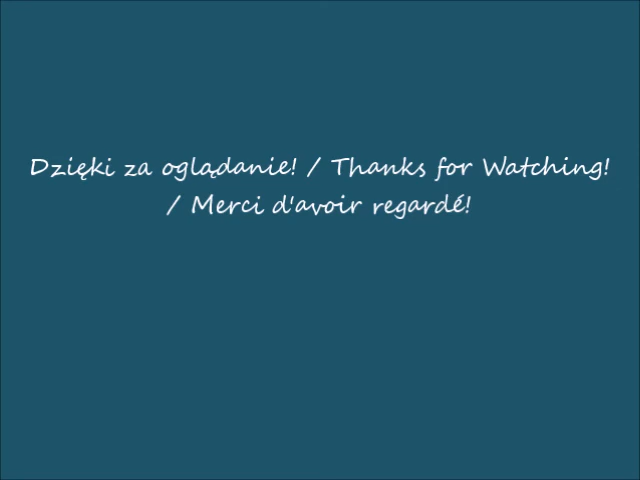 Dzięki za oglądanie! / Thanks for Watching!
/ Merci d'avoir regardé!